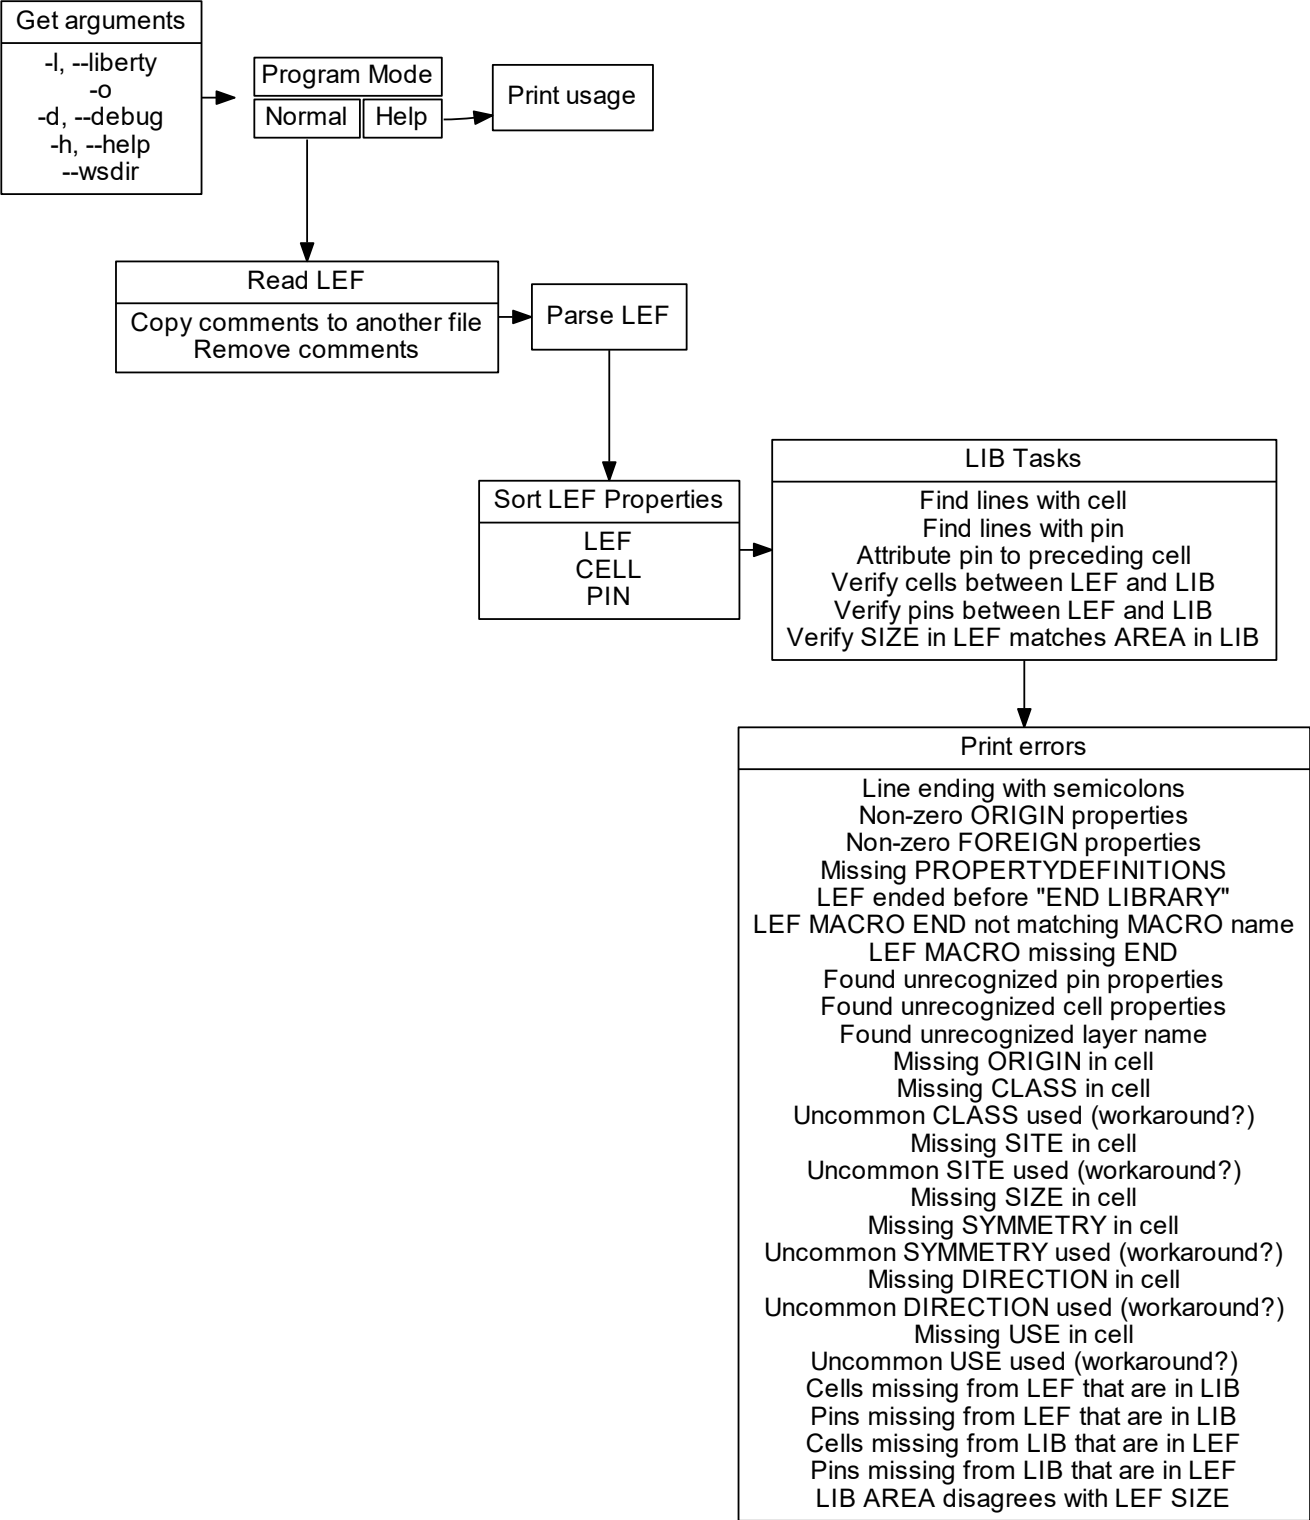 Get arguments
-l, --liberty
-o
-d, --debug
-h, --help
--wsdir
Program Mode
Normal
Help
Print usage
Read LEF
Copy comments to another file
Remove comments
Parse LEF
Sort LEF Properties
LEF
CELL
PIN
LIB Tasks
Find lines with cell
Find lines with pin
Attribute pin to preceding cell
Verify cells between LEF and LIB
Verify pins between LEF and LIB
Verify SIZE in LEF matches AREA in LIB
Print errors
Line ending with semicolons
Non-zero ORIGIN properties
Non-zero FOREIGN properties
Missing PROPERTYDEFINITIONS
LEF ended before "END LIBRARY"
LEF MACRO END not matching MACRO name
LEF MACRO missing END
Found unrecognized pin properties
Found unrecognized cell properties
Found unrecognized layer name
Missing ORIGIN in cell
Missing CLASS in cell
Uncommon CLASS used (workaround?)
Missing SITE in cell
Uncommon SITE used (workaround?)
Missing SIZE in cell
Missing SYMMETRY in cell
Uncommon SYMMETRY used (workaround?)
Missing DIRECTION in cell
Uncommon DIRECTION used (workaround?)
Missing USE in cell
Uncommon USE used (workaround?)
Cells missing from LEF that are in LIB
Pins missing from LEF that are in LIB
Cells missing from LIB that are in LEF
Pins missing from LIB that are in LEF
LIB AREA disagrees with LEF SIZE